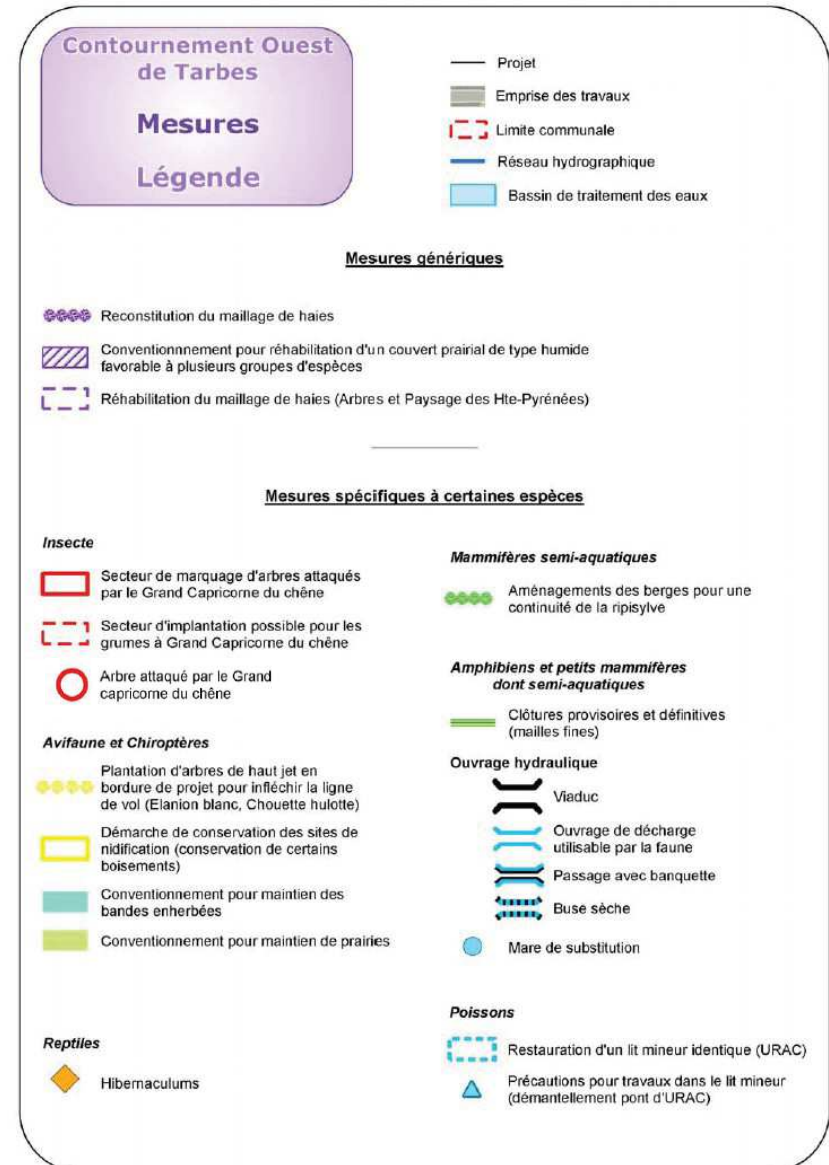 Contournement Ouest
de Tarbes
Mesures
Légende
Projet
Emprise des travaux
Limite communale
Réseau hydrographique
Bassin de traitement des eaux
Mesures génériques
Reconstitution du maillage de haies
Conventionnnement pour réhabilitation d'un couvert prairial de type humide
favorable à plusieurs groupes d'espèces
Réhabilitation du maillage de haies (Arbres et Paysage des Hte-Pyrénées)
Mesures spécifiques à certaines espèces
Insecte
Secteur de marquage d'arbres attaqués
par le Grand Capricorne du chêne
Secteur d'implantation possible pour les
grumes à Grand Capricorne du chêne
Arbre attaqué par le Grand
capricorne du chêne
Avifaune et Chiroptères
Plantation d'arbres de haut jet en
bordure de projet pour infléchir la ligne
de vol (Elanion blanc, Chouette hulotte)
Démarche de conservation des sites de
nidification (conservation de certains
boisements)
Conventionnement pour maintien des
bandes enherbées
Conventionnement pour maintien de prairies
Reptiles
Hibernaculums
Mammifères semi-aquatiques
Aménagements des berges pour une
continuité de la ripisylve
Amphibiens et petits mammifères
dont semi-aquatiques
Clôtures provisoires et définitives
(mailles fines)
Ouvrage hydraulique
Viaduc
Ouvrage de décharge
utilisable par la faune
Passage avec banquette
Buse sèche
Mare de substitution
Poissons
Restauration d'un lit mineur identique (URAC)
Précautions pour travaux dans le lit mineur
(démantellement pont d'URAC)